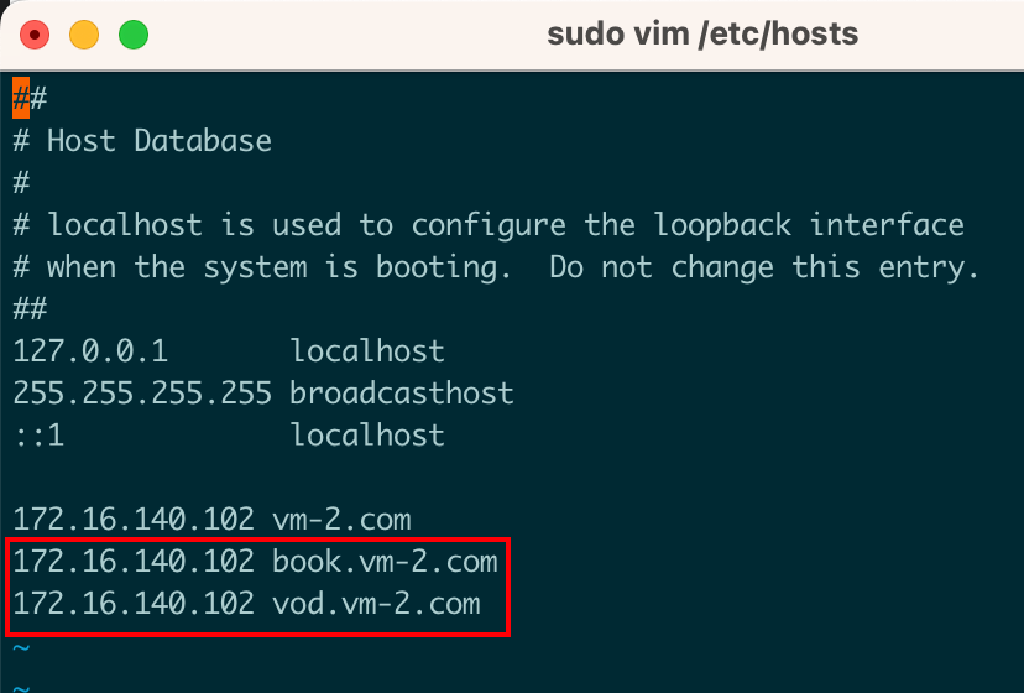 sudo vim /etc/hosts
##
# Host Database
#
# localhost is used to configure the loopback interface
# when the system is booting.  Do not change this entry.
##
127.0.0.1       localhost
255.255.255.255 broadcasthost
::1             localhost

172.16.140.102 vm-2.com
172.16.140.102 book.vm-2.com
172.16.140.102 vod.vm-2.com
~
~